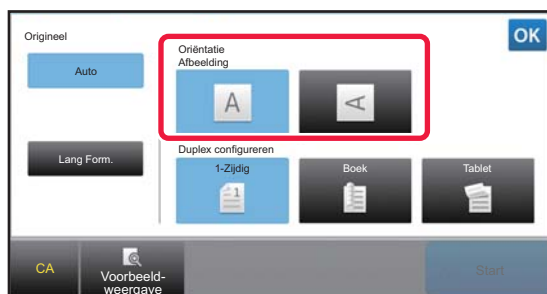 Origineel
OK
Auto
Oriëntatie
Afbeelding
A
A
Lang Form.
Duplex configureren
1-Zijdig
1
Boek
Tablet
CA
Voorbeeld-
weergave
Start